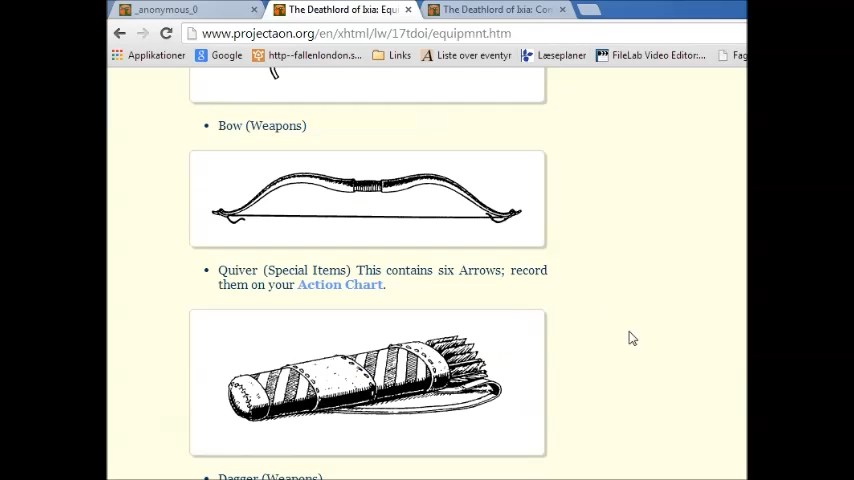 _anonymous_0
The Deathlord of Ixia: Equi
The Deathlord of Ixia: Con
www.projectaon.org/en/xhtml/lw/17tdoi/equipmnt.htm
Applikationer
Google
http--fallenlondon.s...
Links
Liste over eventyr
Læseplaner
FileLab Video Editor:...
Fag
• Bow (Weapons)
• Quiver (Special Items) This contains six Arrows; record
them on your Action Chart.
• Dagger (Weapons)